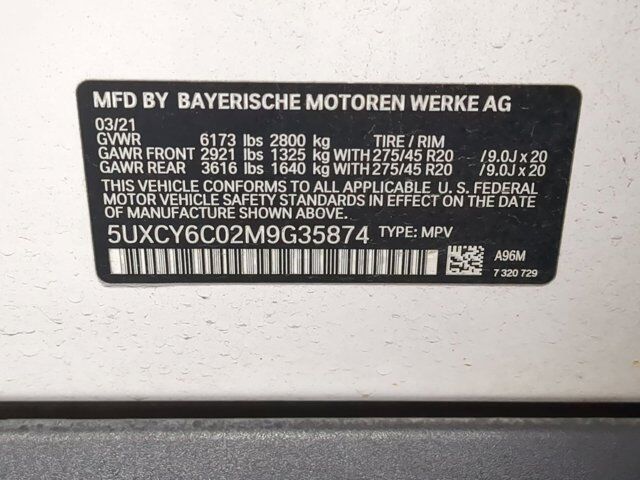 MFD BY BAYERISCHE MOTOREN WERKE AG
03/21
GVWR 6173 lbs 2800 kg TIRE / RIM
GAWR FRONT 2921 lbs 1325 kg WITH 275/45 R20 /9.0J x 20
GAWR REAR 3616 lbs 1640 kg WITH 275/45 R20 /9.0J x 20
THIS VEHICLE CONFORMS TO ALL APPLICABLE U. S. FEDERAL
MOTOR VEHICLE SAFETY STANDARDS IN EFFECT ON THE
DATE OF MANUFACTURE SHOWN ABOVE.
5UXCY6C02M9G35874 TYPE: MPV
A96M
7 320 729